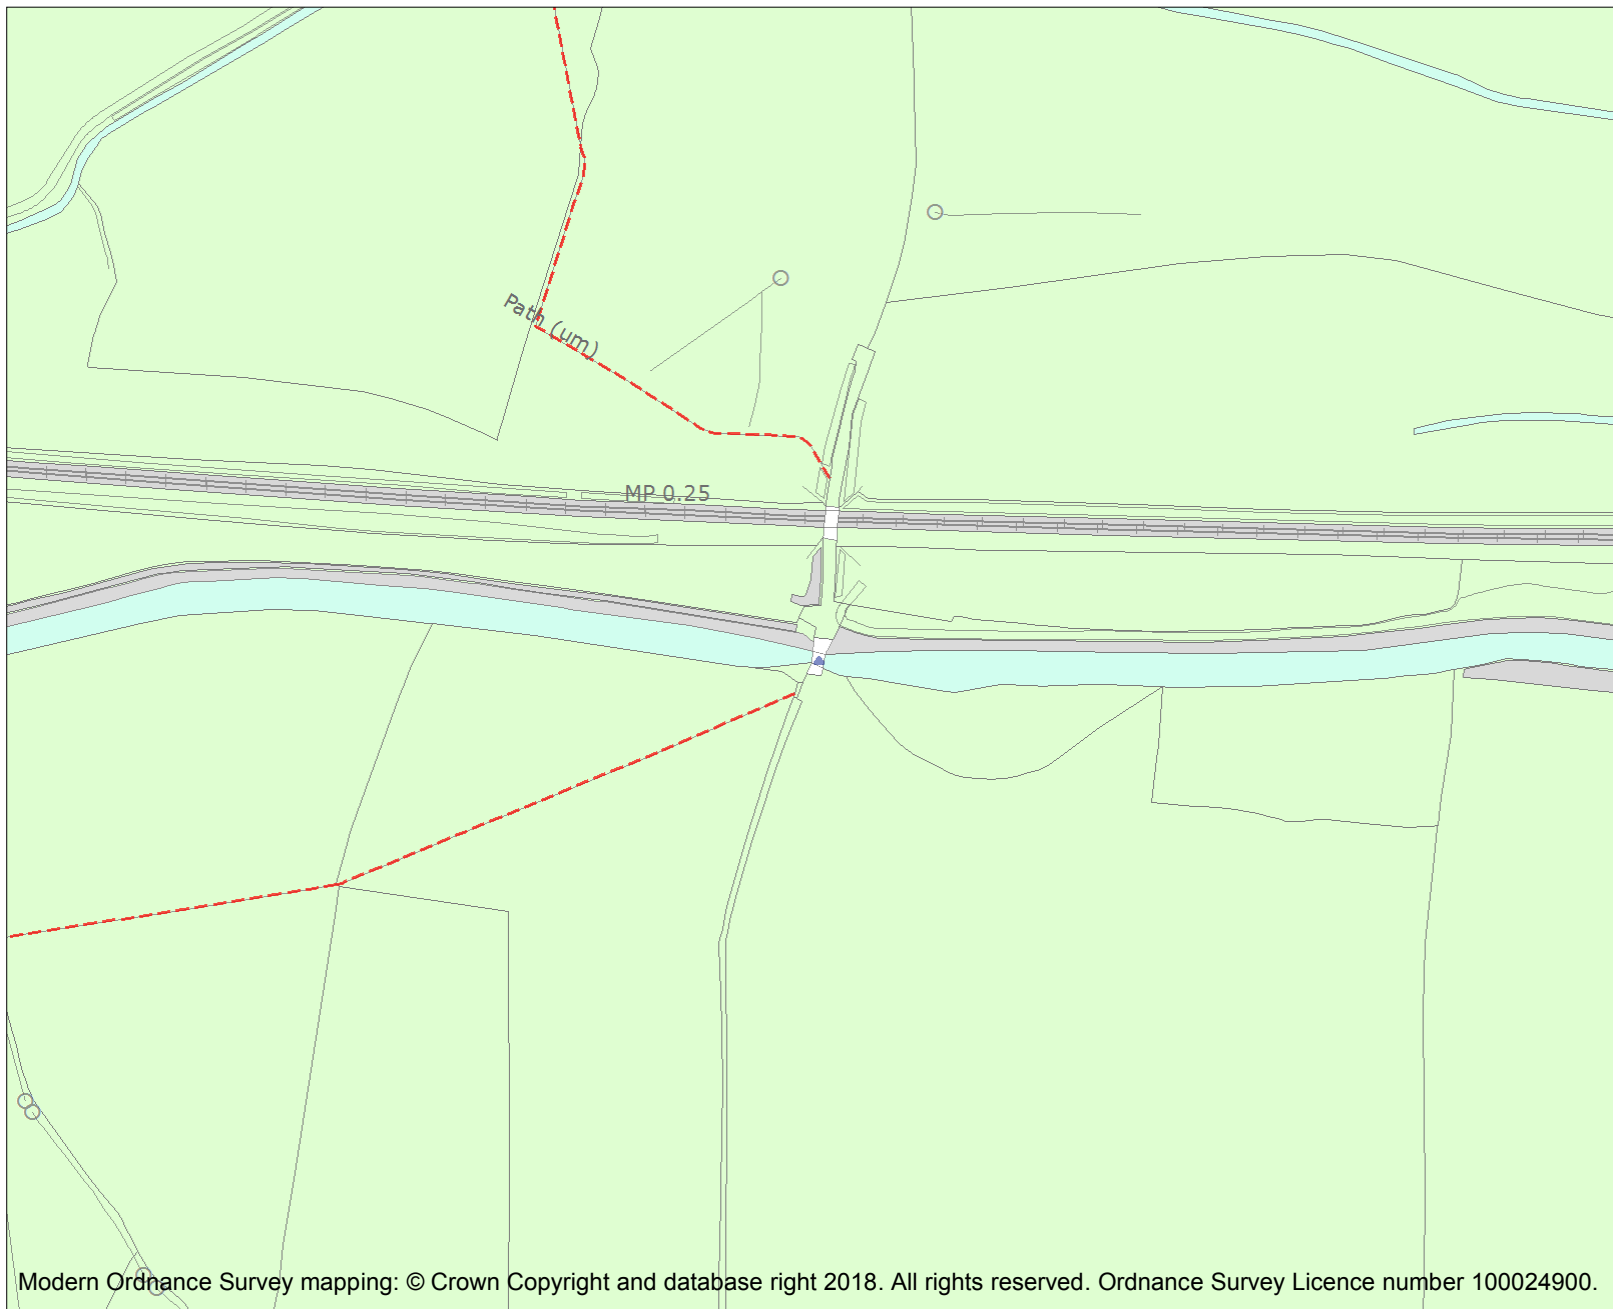 Path (um)
MP 0.25
Modern Ordnance Survey mapping: © Crown Copyright and database right 2018. All rights reserved. Ordnance Survey Licence number 100024900.